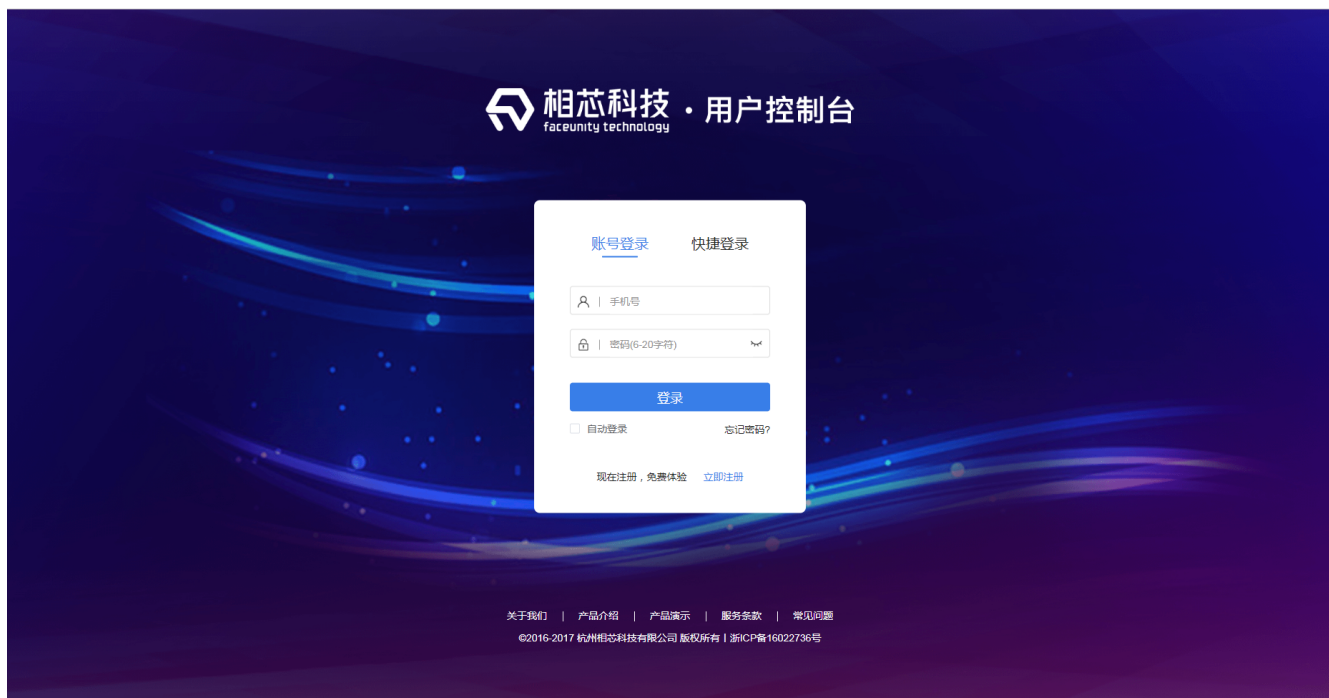 相芯科技·用户控制台
faceunity technology
账号登录 快捷登录
手机号
密码(6-20字符)
登录
自动登录 忘记密码?
现在注册，免费体验 立即注册
关于我们 | 产品介绍 | 产品演示 | 服务条款 | 常见问题
©2016-2017 杭州相芯科技有限公司 版权所有 | 浙ICP备16022736号